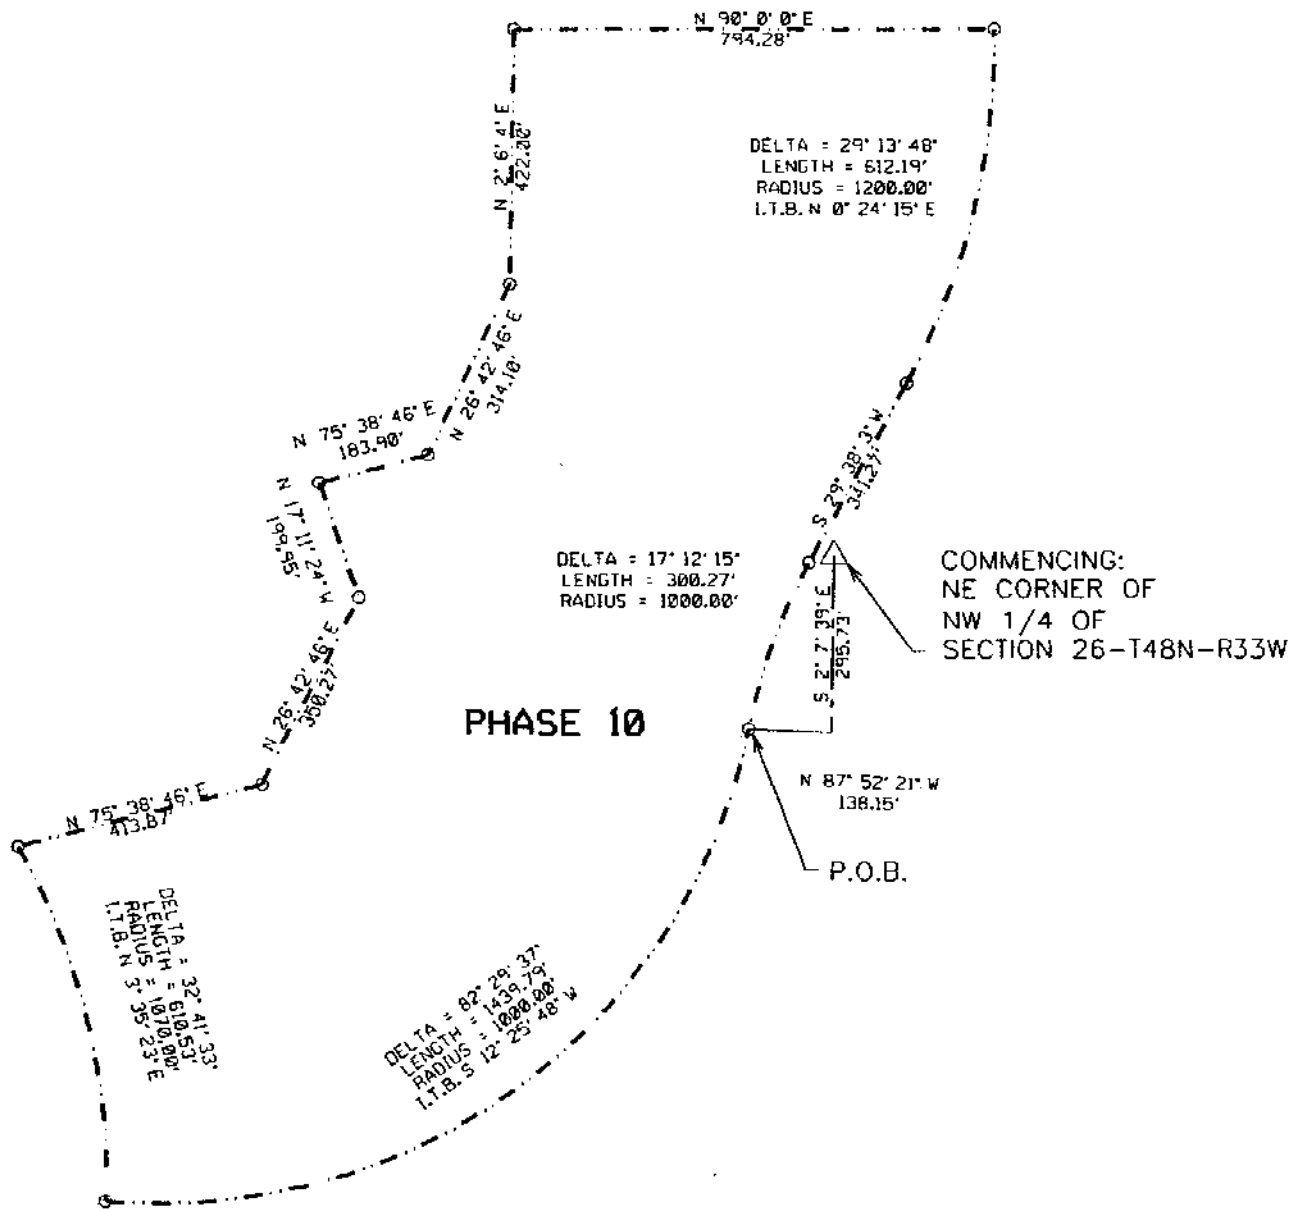 N 90° 0' 0" E
794.28'
N 2° 6' 4" E
422.00'
DELTA = 29° 13' 48"
LENGTH = 612.19'
RADIUS = 1200.00'
I.T.B. N 0° 24' 15" E
N 26° 42' 46" E
314.10'
N 75° 38' 46" E
183.90'
N 17° 11' 24" W
199.95'
S 29° 38' 3" W
341.27'
DELTA = 17° 12' 15"
LENGTH = 300.27'
RADIUS = 1000.00'
COMMENCING:
NE CORNER OF
NW 1/4 OF
SECTION 26-T48N-R33W
S 2° 7' 39" E
295.73'
N 26° 42' 46" E
350.27'
PHASE 10
N 87° 52' 21" W
138.15'
N 75° 38' 46" E
413.87'
P.O.B.
DELTA = 32° 41' 33"
LENGTH = 610.53'
RADIUS = 1070.00'
I.T.B. N 3° 35' 23" E
DELTA = 82° 29' 37"
LENGTH = 1439.79'
RADIUS = 1000.00'
I.T.B. S 12° 25' 48" W